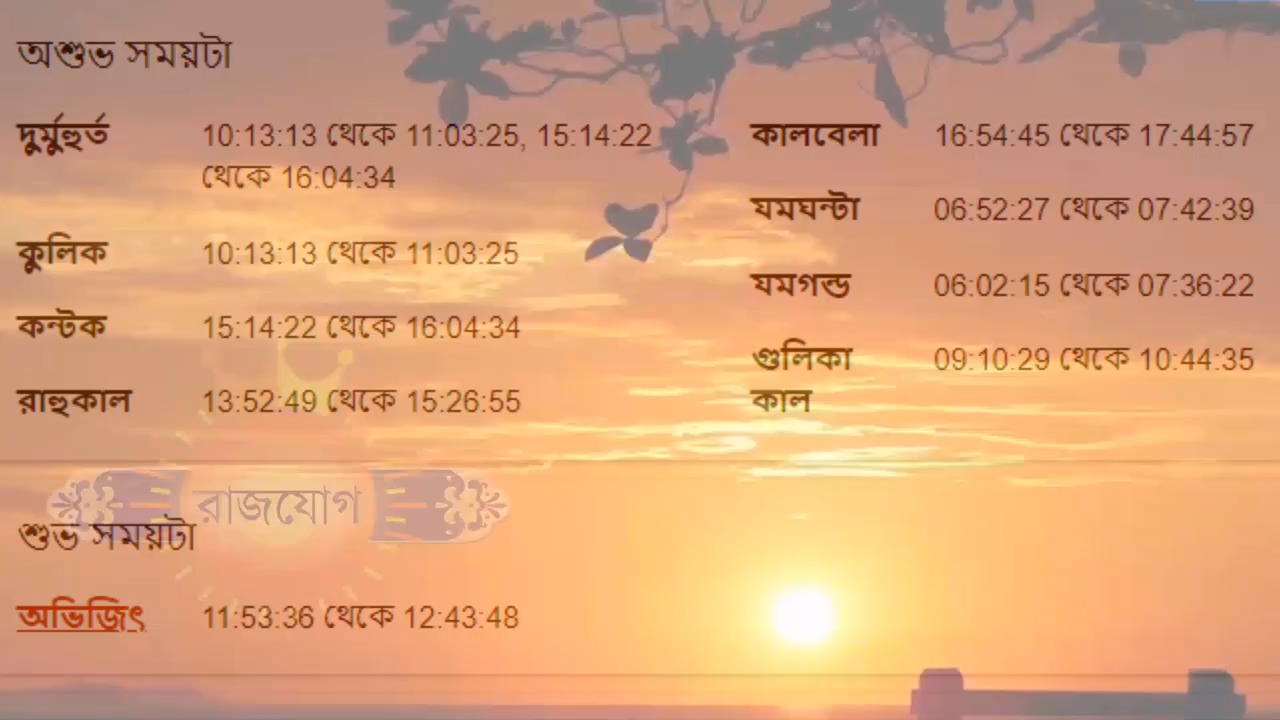 অশুভ সময়টা
দুর্মুহুর্ত 10:13:13 থেকে 11:03:25, 15:14:22
থেকে 16:04:34
কুলিক 10:13:13 থেকে 11:03:25
কন্টক 15:14:22 থেকে 16:04:34
রাহুকাল 13:52:49 থেকে 15:26:55
কালবেলা 16:54:45 থেকে 17:44:57
যমঘন্টা 06:52:27 থেকে 07:42:39
যমগন্ড 06:02:15 থেকে 07:36:22
গুলিকা 09:10:29 থেকে 10:44:35
কাল
রাজযোগ
শুভ সময়টা
অভিজিৎ 11:53:36 থেকে 12:43:48